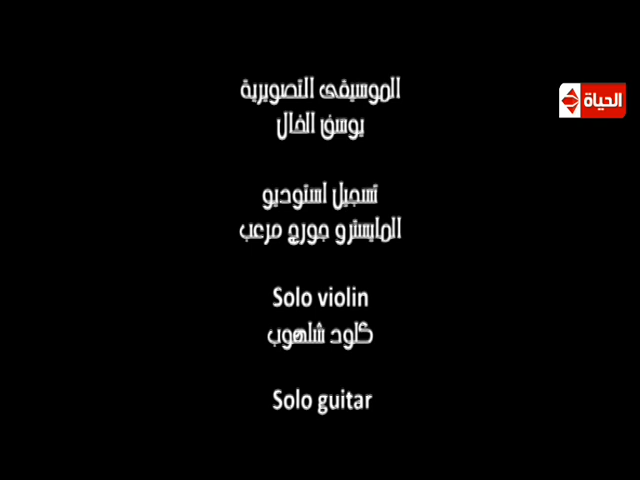 الموسيقى التصويرية
الحياة
يوسف الخال
تسجيل استوديو
المايسترو جورج مرعب
Solo violin
كلود شلهوب
Solo guitar